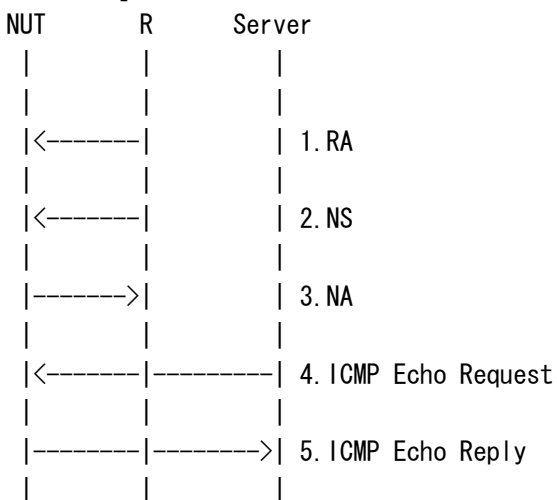 NUT R Server
1.RA
2.NS
3.NA
4.ICMP Echo Request
5.ICMP Echo Reply